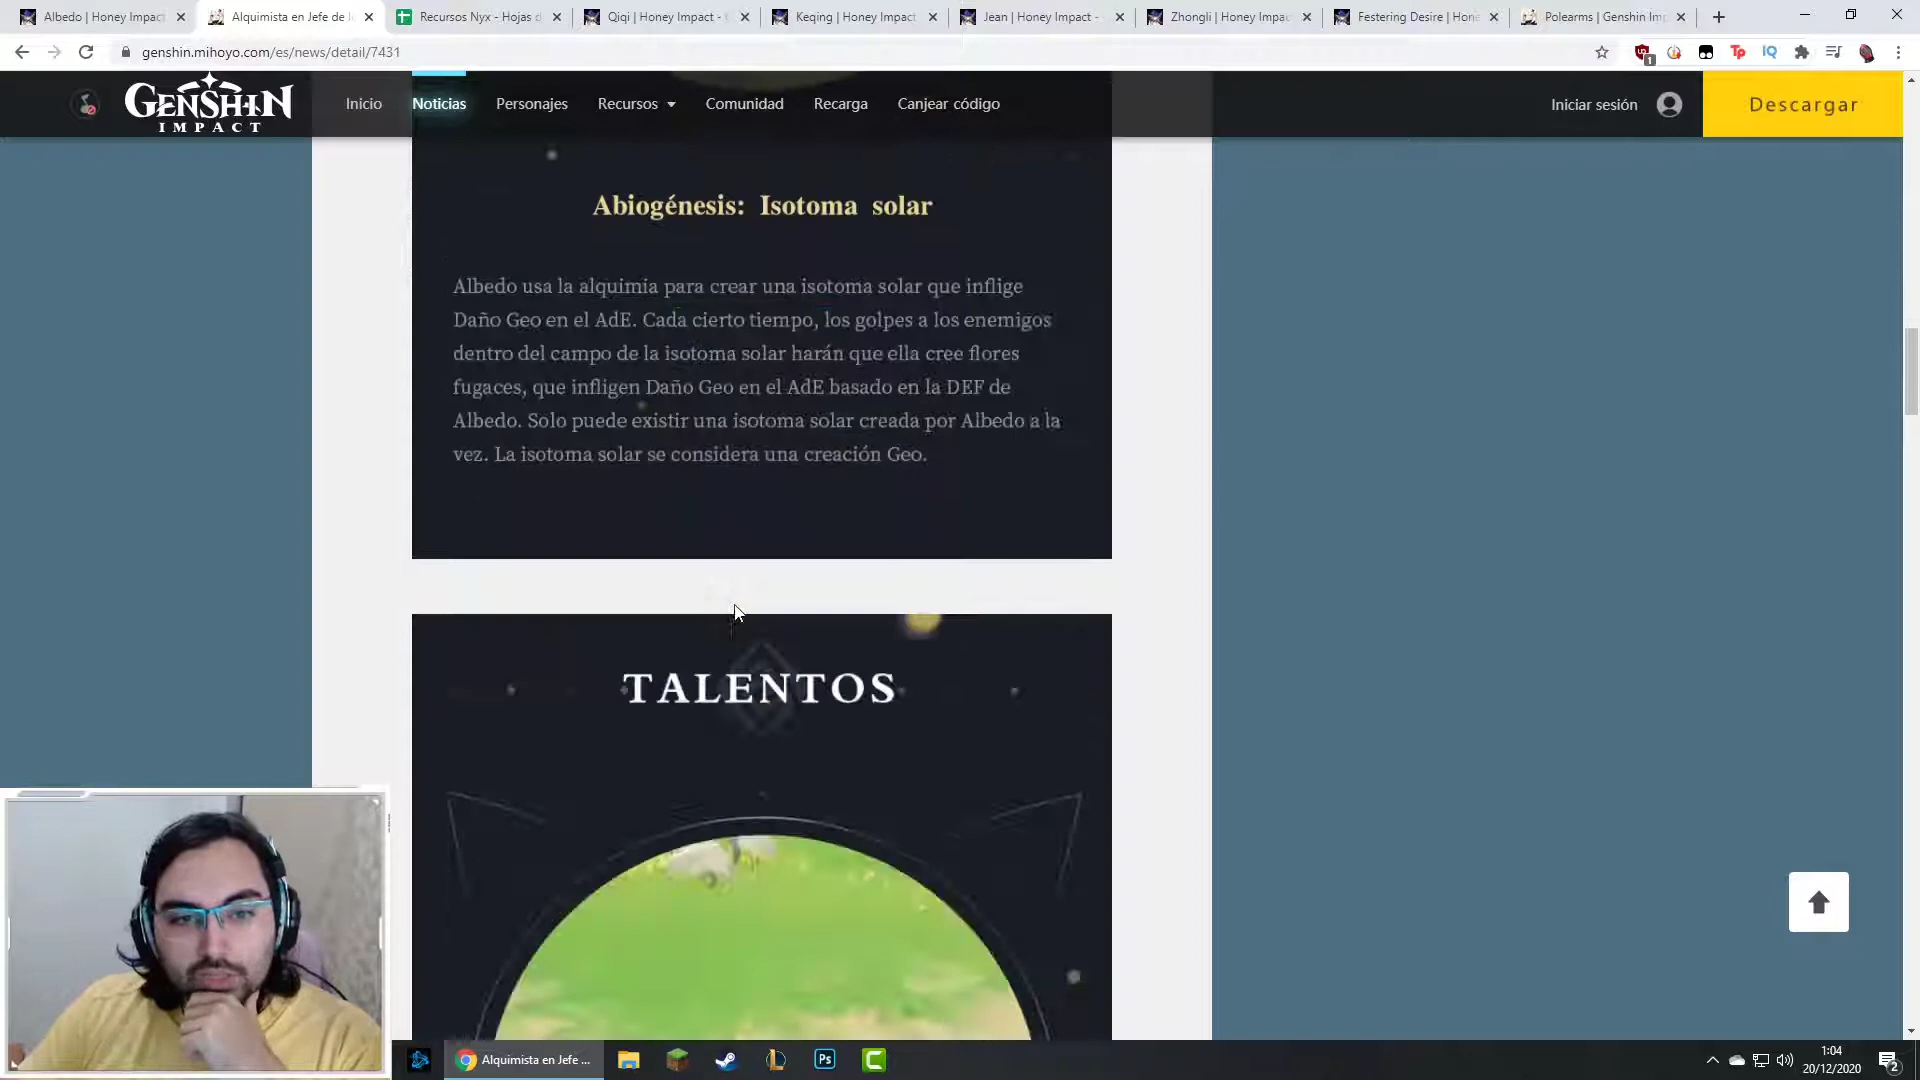 Albedo | Honey Impact
Alquimista en Jefe de
Recursos Nyx - Hojas d
Qiqi | Honey Impact -
Keqing | Honey Impact
Jean | Honey Impact -
Zhongli | Honey Impac
Festering Desire | Hon
Polearms | Genshin Im
genshin.mihoyo.com/es/news/detail/7431
GENSHIN
IMPACT
Inicio
Noticias
Personajes
Recursos
Comunidad
Recarga
Canjear código
Iniciar sesión
Descargar
Abiogénesis: Isotoma solar
Albedo usa la alquimia para crear una isotoma solar que inflige
Daño Geo en el AdE. Cada cierto tiempo, los golpes a los enemigos
dentro del campo de la isotoma solar harán que ella cree flores
fugaces, que infligen Daño Geo en el AdE basado en la DEF de
Albedo. Solo puede existir una isotoma solar creada por Albedo a la
vez. La isotoma solar se considera una creación Geo.
TALENTOS
Alquimista en Jefe ...
1:04
20/12/2020